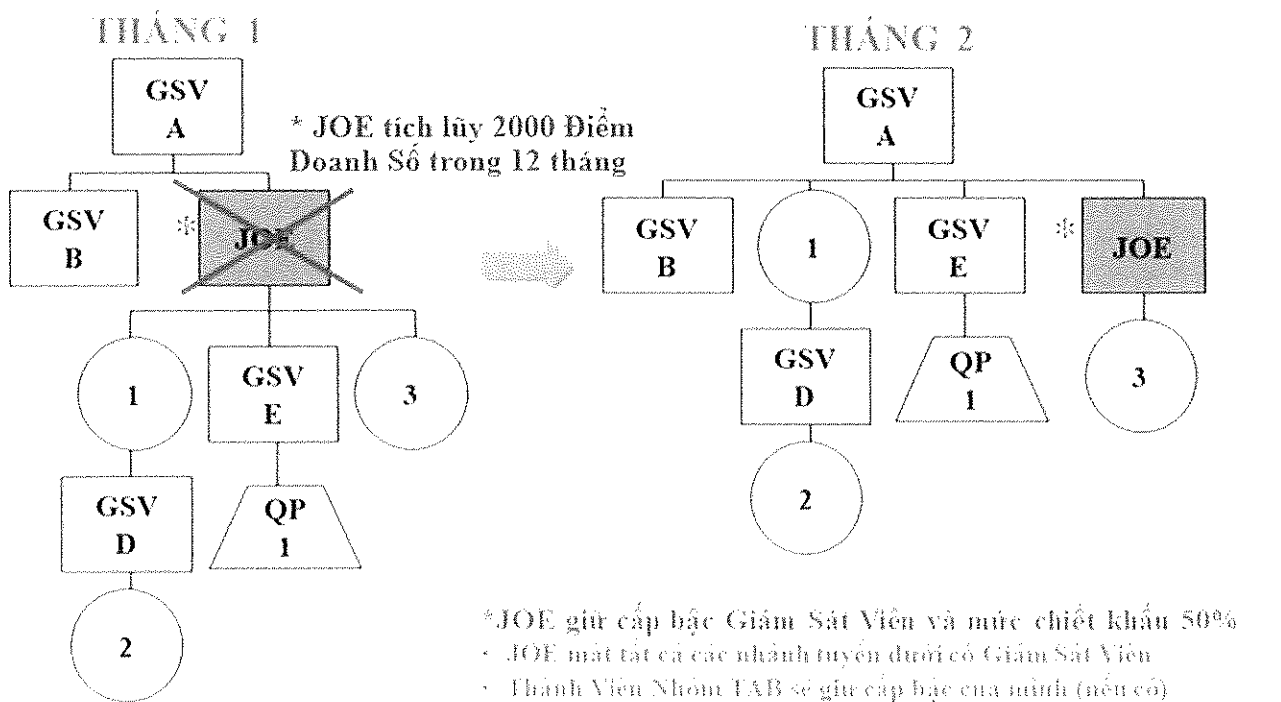 THÁNG 1
GSV
A
* JOE tích lũy 2000 Điểm
Doanh Số trong 12 tháng
GSV
B
*
JOE
1
GSV
E
3
GSV
D
QP
1
2
THÁNG 2
GSV
A
GSV
B
1
GSV
E
*
JOE
GSV
D
QP
1
3
2
*JOE giữ cấp bậc Giám Sát Viên và mức chiết khấu 50%
· JOE mất tất cả các nhánh tuyến dưới có Giám Sát Viên
· Thành Viên Nhóm TAB sẽ giữ cấp bậc của mình (nếu có)